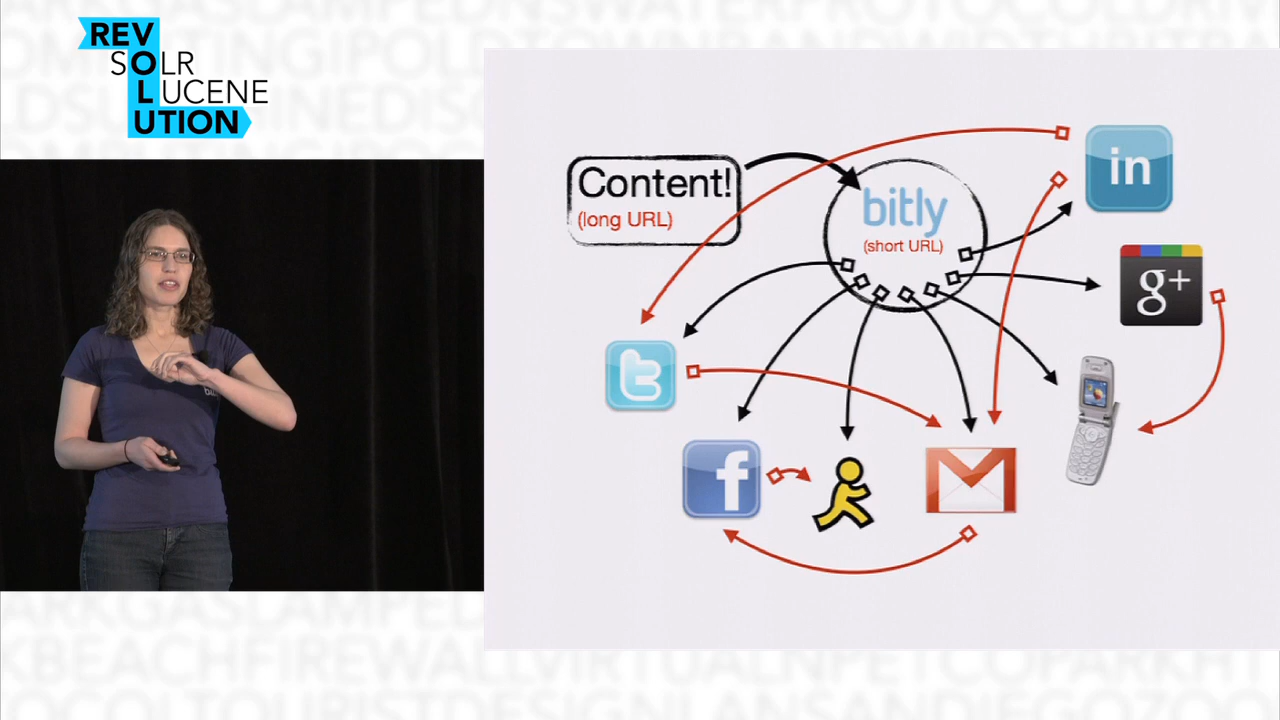 REV
SOLR
LUCENE
UTION
Content!
(long URL)
bitly
(short URL)
in
g+
t
f